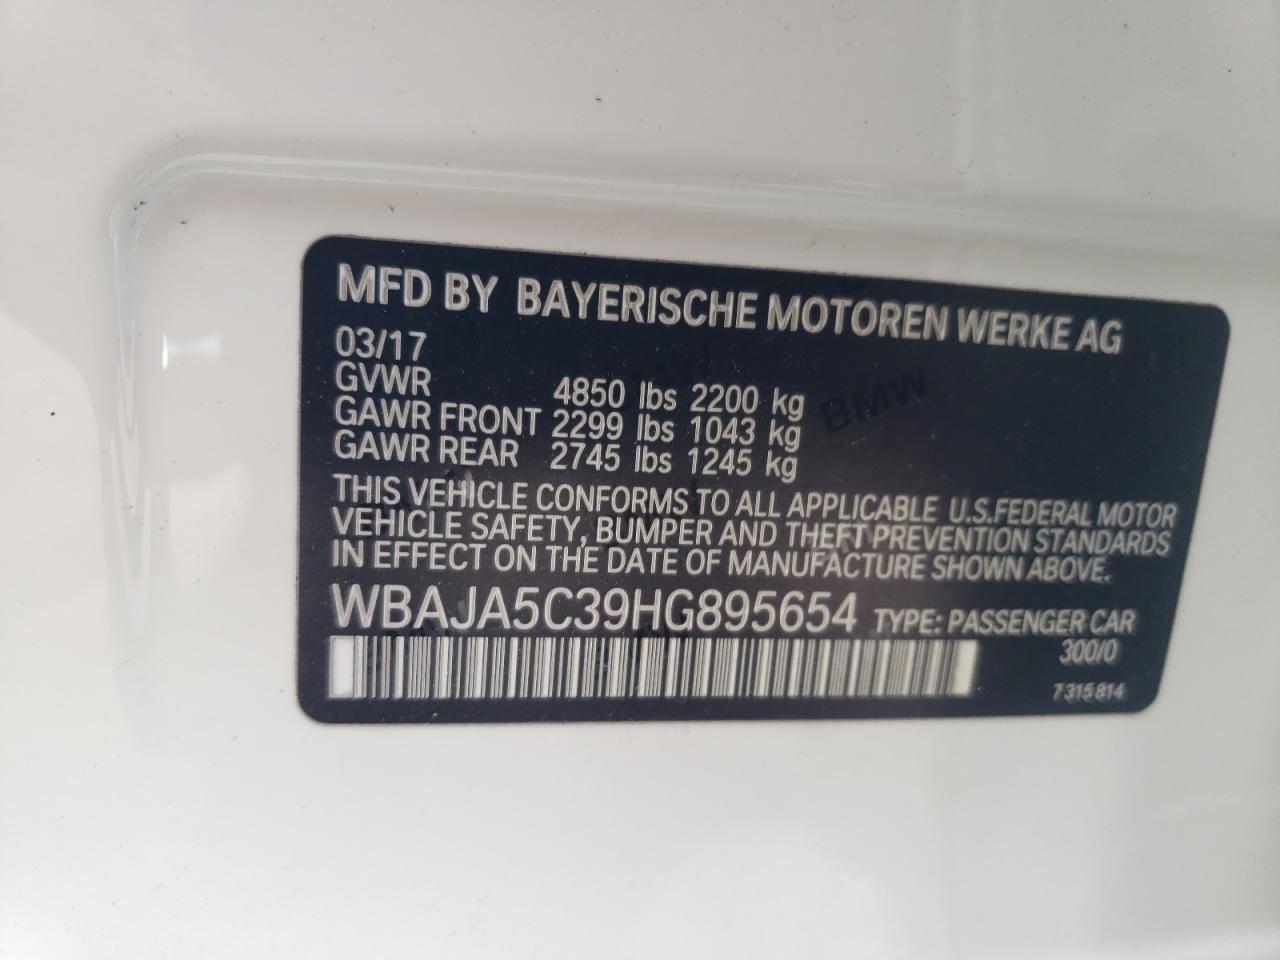 MFD BY BAYERISCHE MOTOREN WERKE AG
03/17
GVWR 4850 lbs 2200 kg
GAWR FRONT 2299 lbs 1043 kg
GAWR REAR 2745 lbs 1245 kg
THIS VEHICLE CONFORMS TO ALL APPLICABLE U.S.FEDERAL MOTOR
VEHICLE SAFETY, BUMPER AND THEFT PREVENTION STANDARDS
IN EFFECT ON THE DATE OF MANUFACTURE SHOWN ABOVE.
WBAJA5C39HG895654 TYPE: PASSENGER CAR
300/0
7315814
BMW